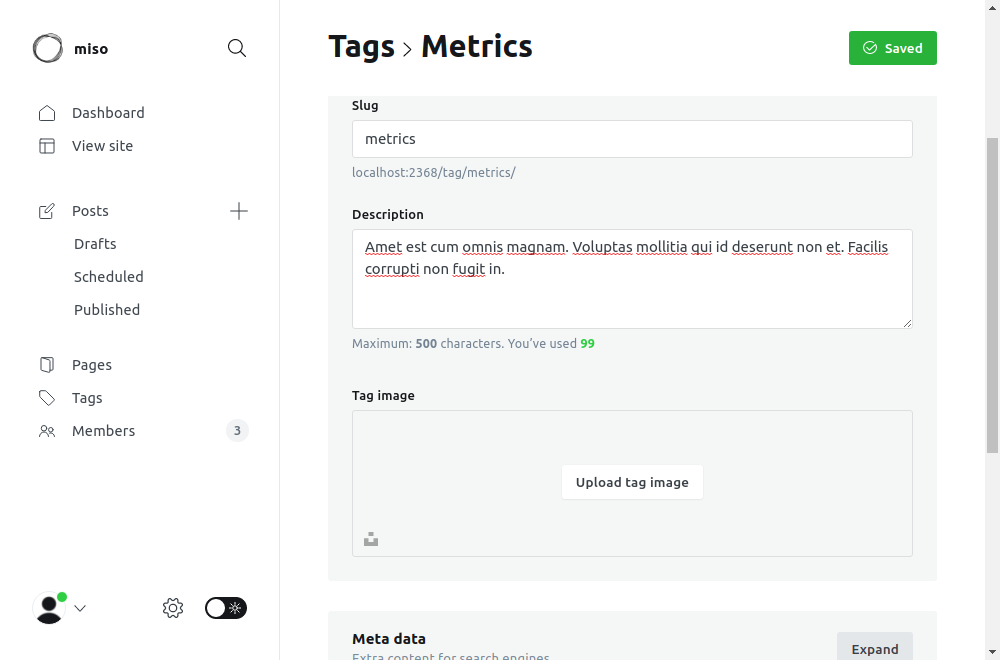 miso
Dashboard
View site
Posts
Drafts
Scheduled
Published
Pages
Tags
Members 3
Tags > Metrics
Saved
Slug
metrics
localhost:2368/tag/metrics/
Description
Amet est cum omnis magnam. Voluptas mollitia qui id deserunt non et. Facilis
corrupti non fugit in.
Maximum: 500 characters. You've used 99
Tag image
Upload tag image
Meta data
Extra content for search engines
Expand